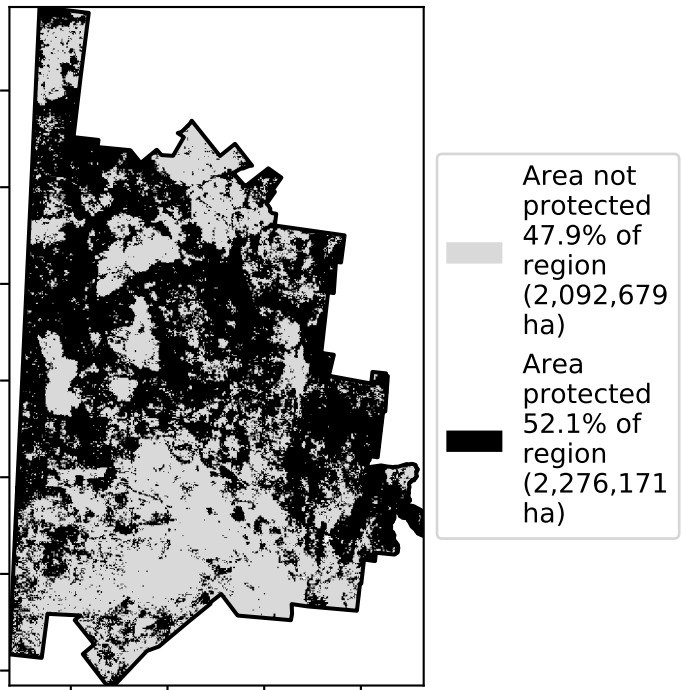 Area not
protected
47.9% of
region
(2,092,679
ha)
Area
protected
52.1% of
region
(2,276,171
ha)